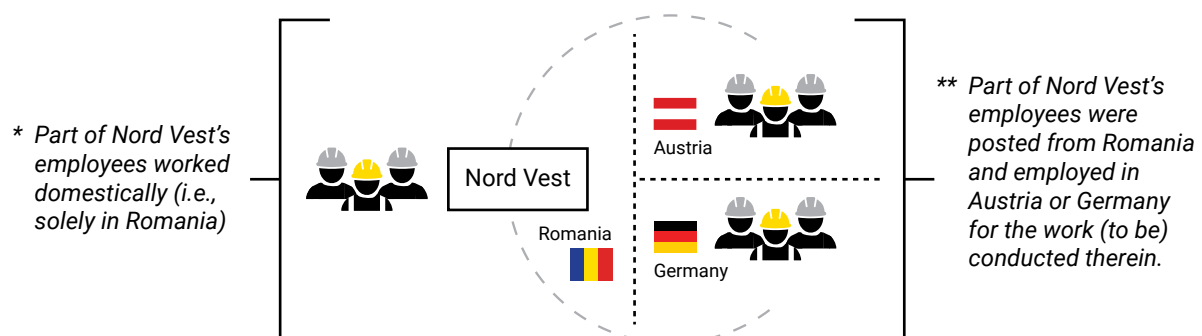 * Part of Nord Vest's
employees worked
domestically (i.e.,
solely in Romania)
Nord Vest
Romania
Austria
Germany
** Part of Nord Vest's
employees were
posted from Romania
and employed in
Austria or Germany
for the work (to be)
conducted therein.